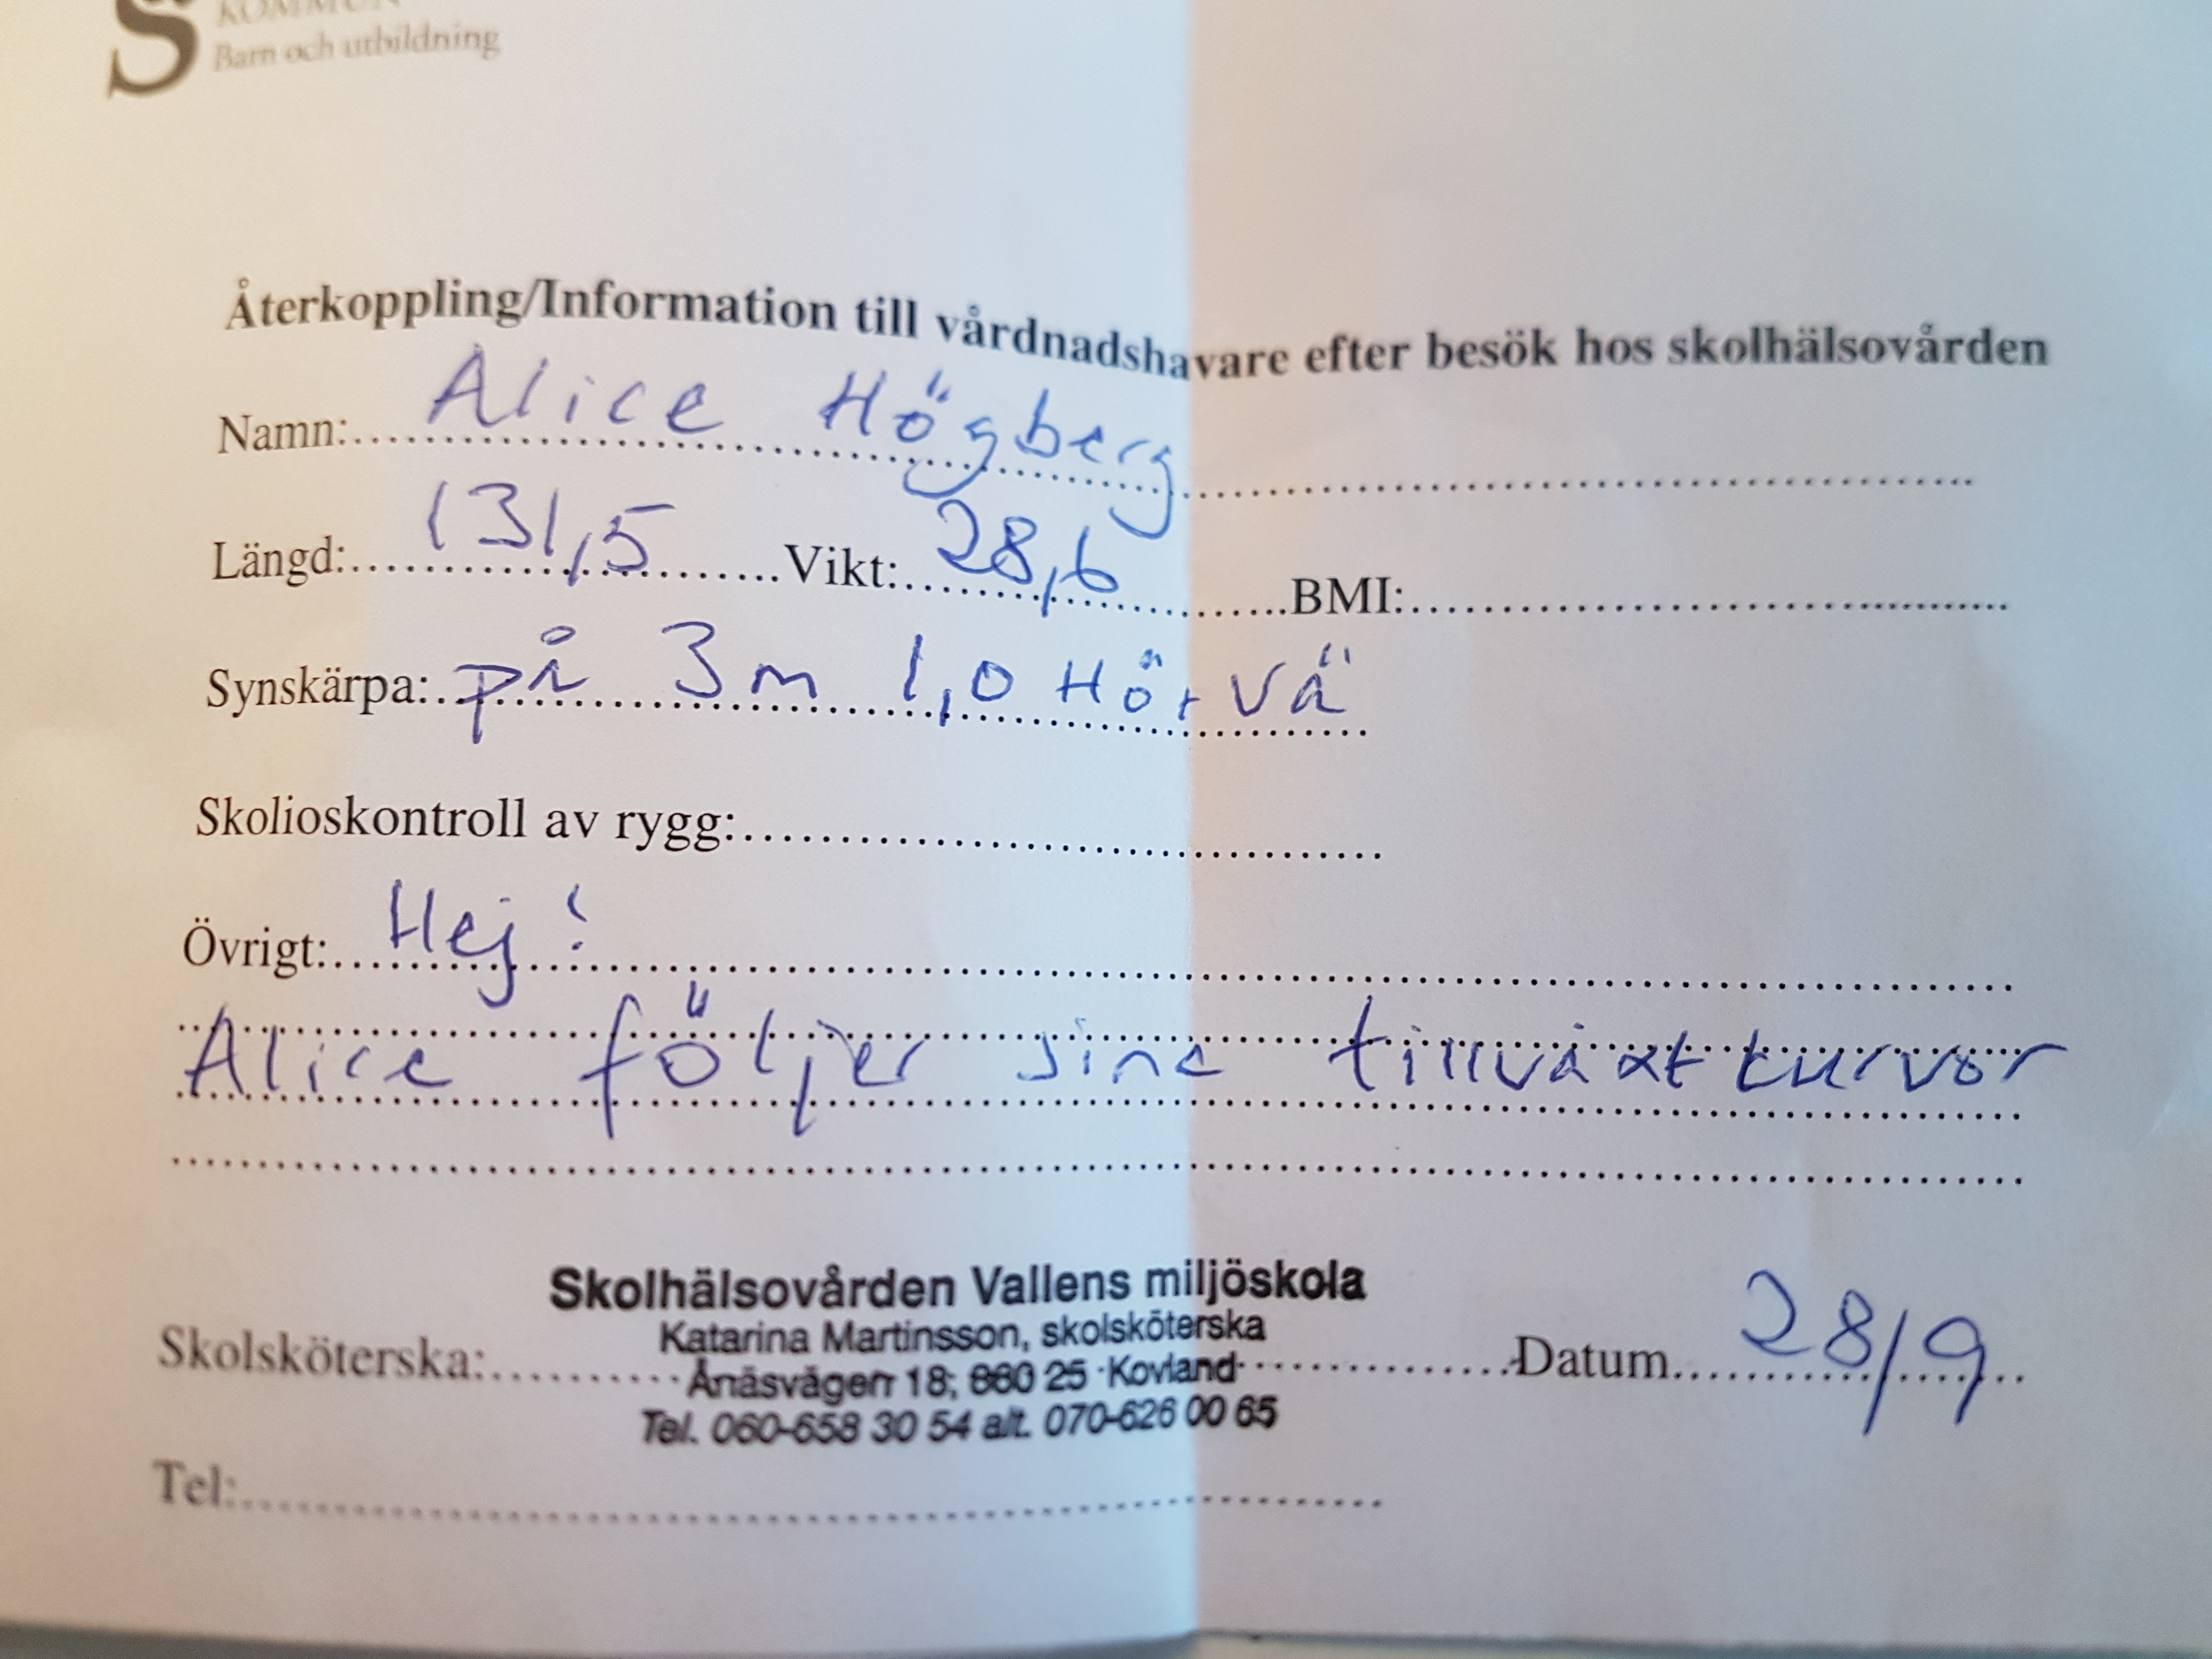 S KOMMUN
Barn och utbildning
Återkoppling/Information till vårdnadshavare efter besök hos skolhälsovården
Namn: Alice Högberg
Längd: 131,5 Vikt: 28,6 BMI:
Synskärpa: på 3m 1,0 Hö+Vä
Skolioskontroll av rygg:
Övrigt: Hej!
Alice följer sina tillväxtkurvor
Skolhälsovården Vallens miljöskola
Katarina Martinsson, skolsköterska
Skolsköterska: Ånäsvägen 18, 860 25 Kovland Datum 28/9
Tel. 060-658 30 54 alt. 070-626 00 65
Tel: